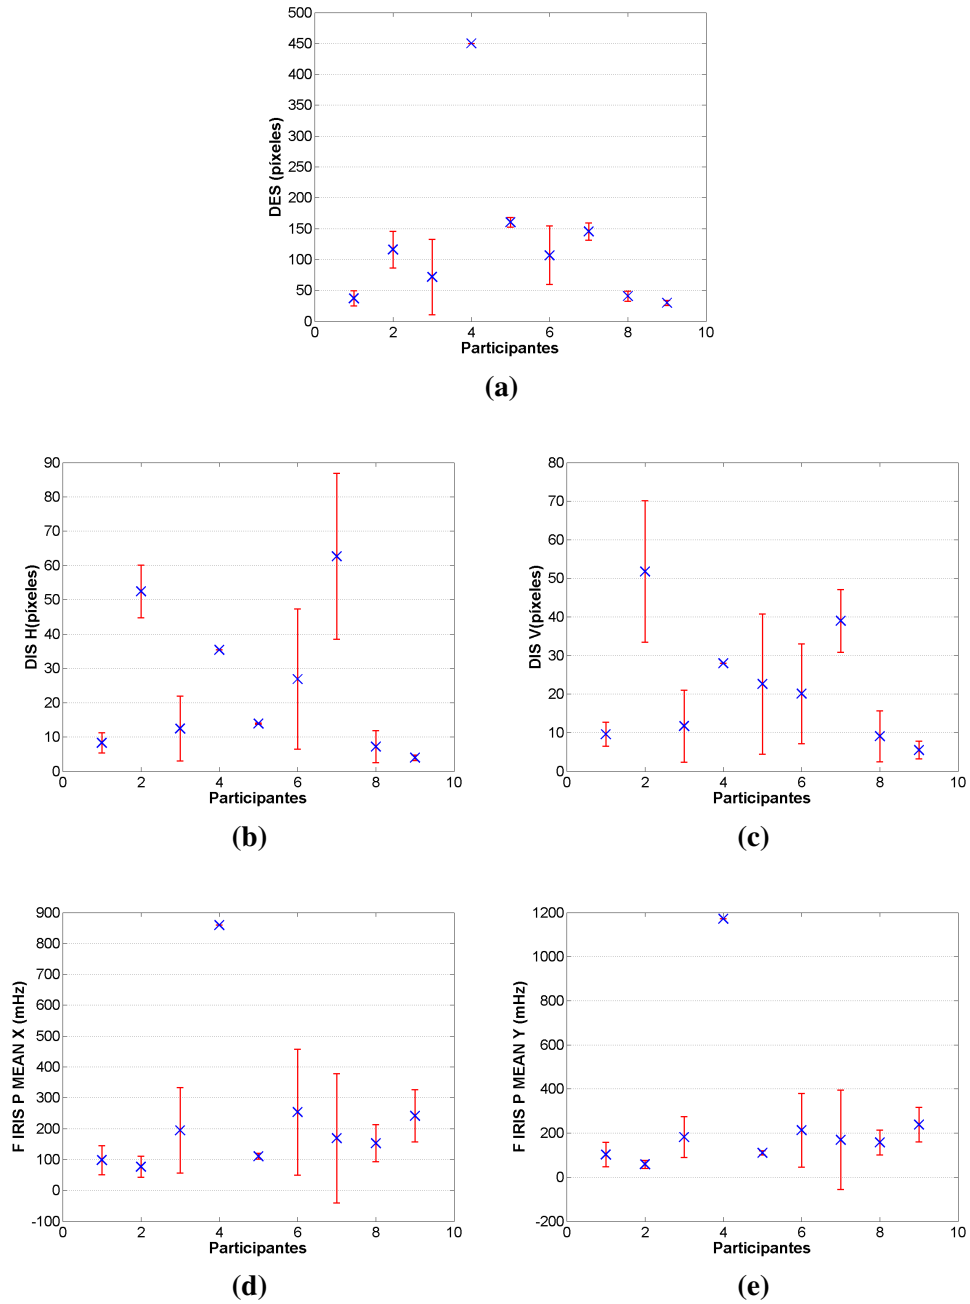 500
450
400
350
300
250
200
150
100
50
0
DES (píxeles)
0 2 4 6 8 10
Participantes
(a)
90
80
70
60
50
40
30
20
10
0
DIS H(píxeles)
0 2 4 6 8 10
Participantes
(b)
80
70
60
50
40
30
20
10
0
DIS V(píxeles)
0 2 4 6 8 10
Participantes
(c)
900
800
700
600
500
400
300
200
100
0
-100
F IRIS P MEAN X (mHz)
0 2 4 6 8 10
Participantes
(d)
1200
1000
800
600
400
200
0
-200
F IRIS P MEAN Y (mHz)
0 2 4 6 8 10
Participantes
(e)